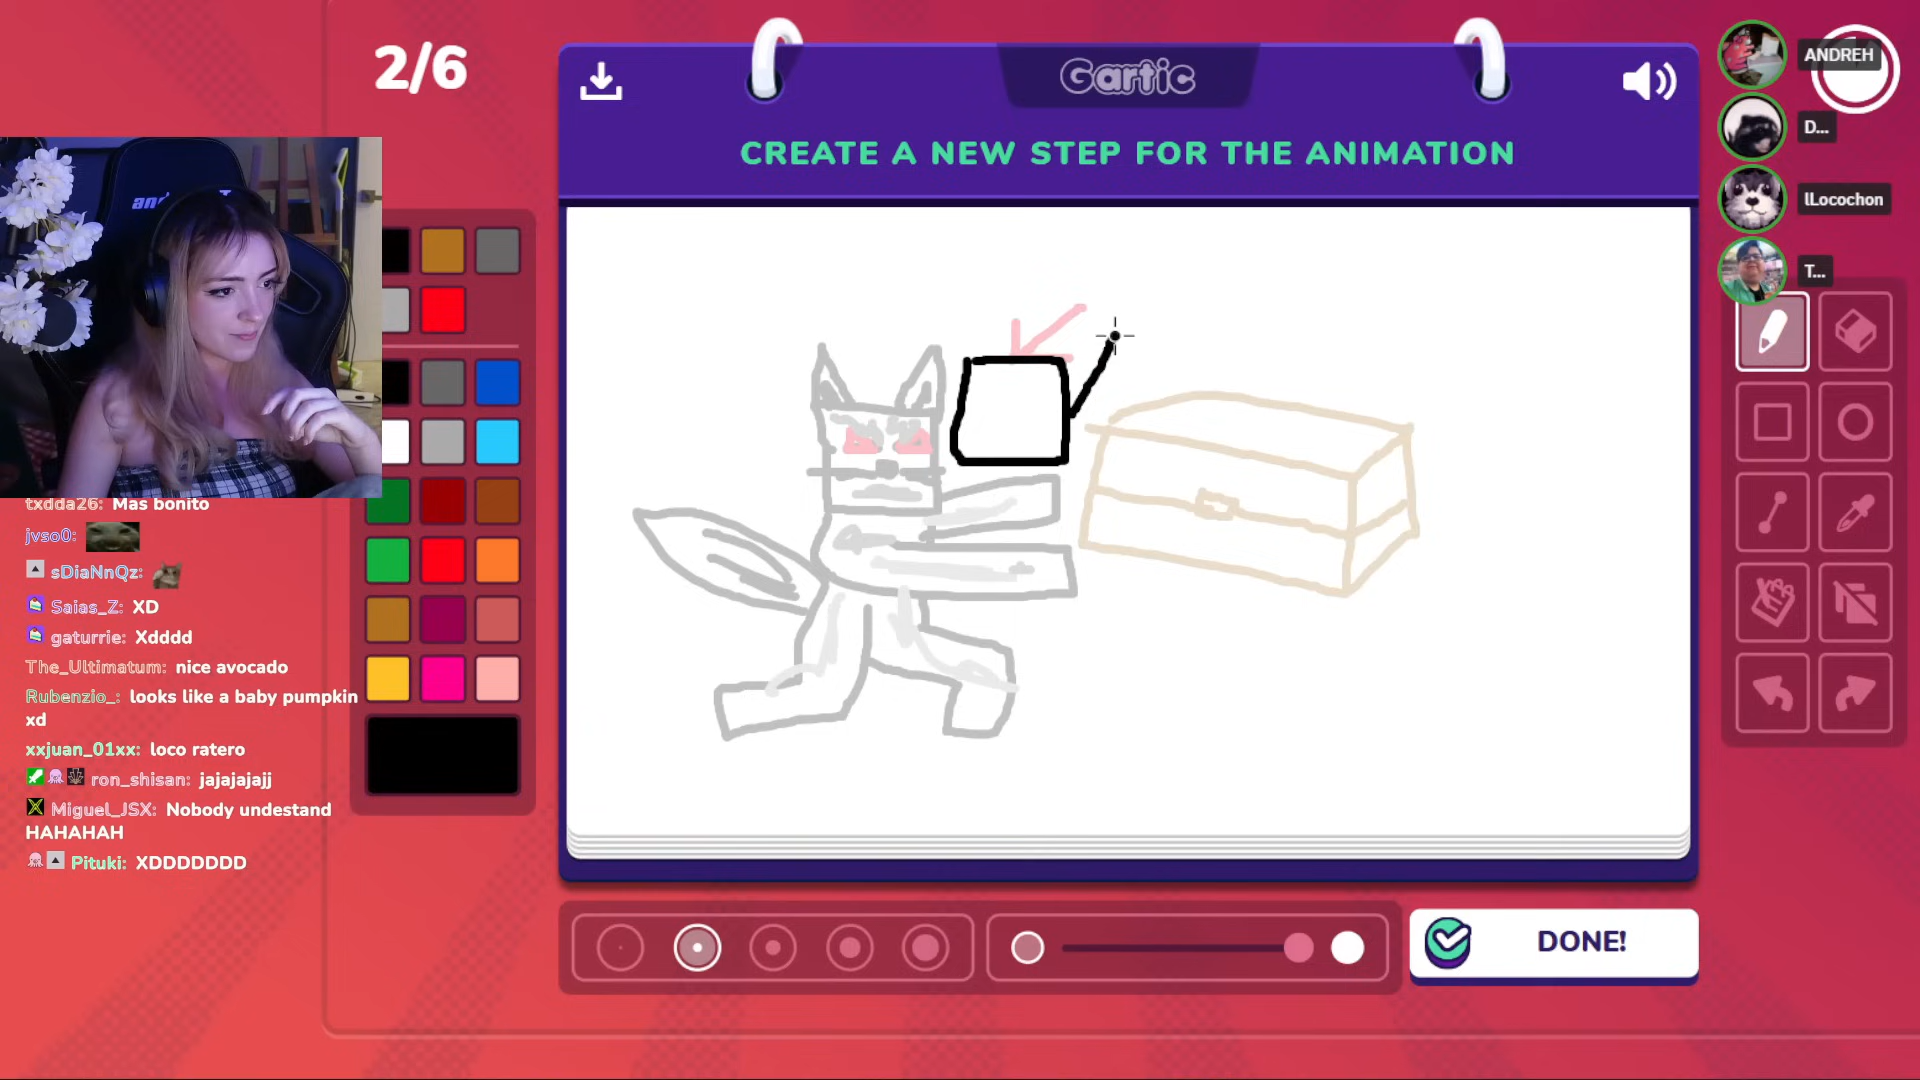 2/6
Gartic
CREATE A NEW STEP FOR THE ANIMATION
ANDREH
D...
lLocochon
T...
txdda26: Mas bonito
jvso0:
sDiaNnQz:
Saias_Z: XD
gaturrie: Xdddd
The_Ultimatum: nice avocado
Rubenzio_: looks like a baby pumpkin
xd
xxjuan_01xx: loco ratero
ron_shisan: jajajajajj
Miguel_JSX: Nobody undestand
HAHAHAH
Pituki: XDDDDDDD
DONE!